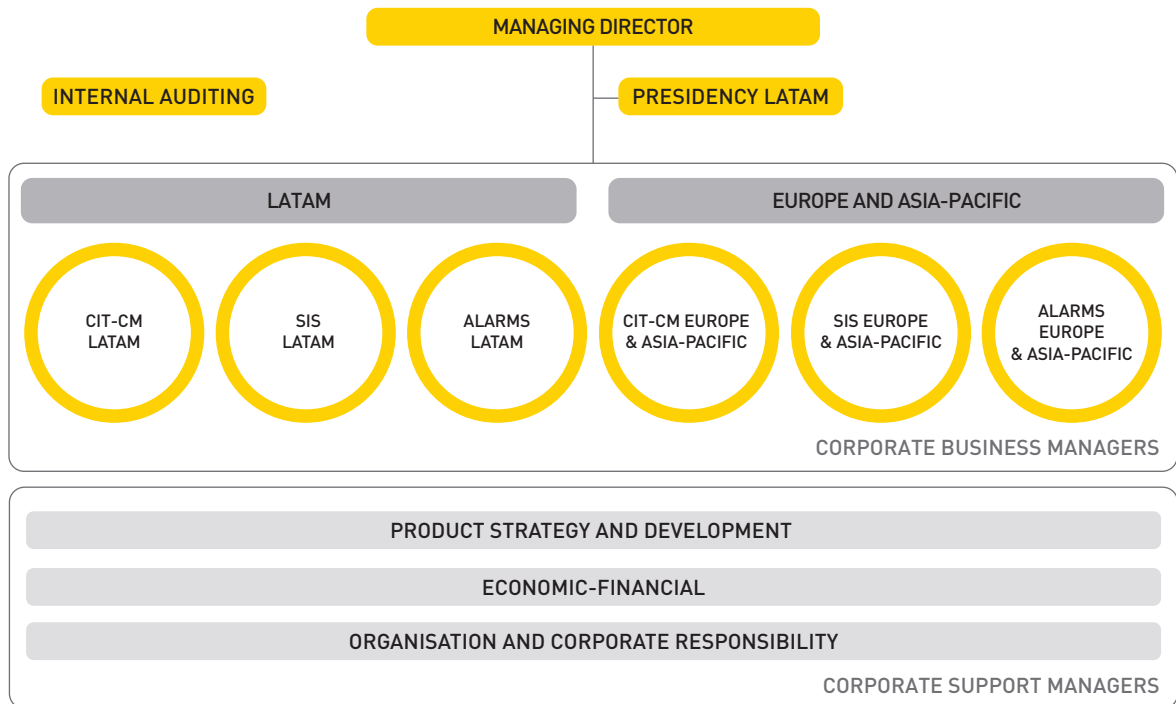 MANAGING DIRECTOR
INTERNAL AUDITING
PRESIDENCY LATAM
LATAM
EUROPE AND ASIA-PACIFIC
CIT-CM
LATAM
SIS
LATAM
ALARMS
LATAM
CIT-CM EUROPE
& ASIA-PACIFIC
SIS EUROPE
& ASIA-PACIFIC
ALARMS
EUROPE
& ASIA-PACIFIC
CORPORATE BUSINESS MANAGERS
PRODUCT STRATEGY AND DEVELOPMENT
ECONOMIC-FINANCIAL
ORGANISATION AND CORPORATE RESPONSIBILITY
CORPORATE SUPPORT MANAGERS